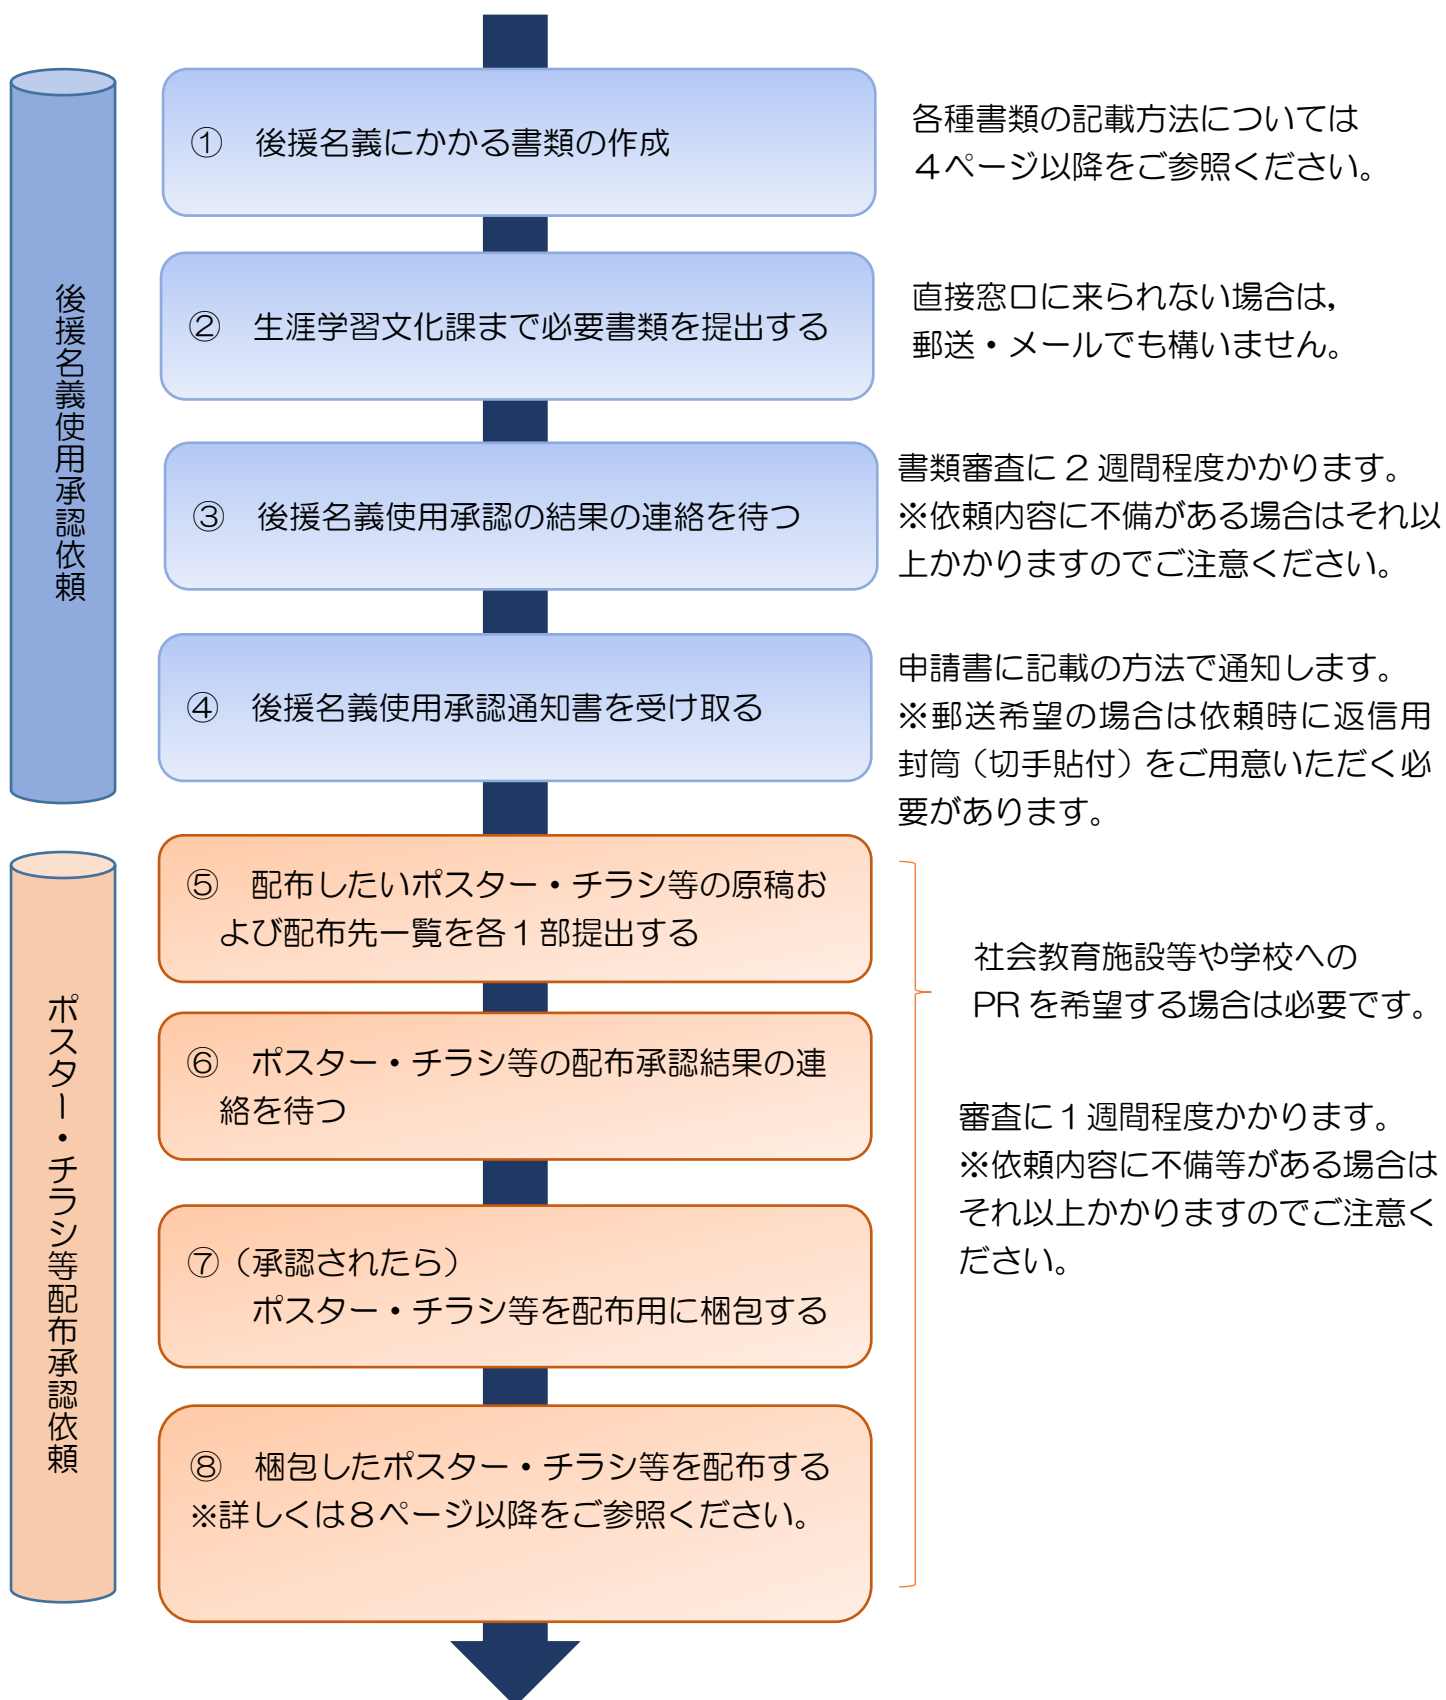 後援名義使用承認依頼
① 後援名義にかかる書類の作成
各種書類の記載方法については
４ページ以降をご参照ください。
② 生涯学習文化課まで必要書類を提出する
直接窓口に来られない場合は，
郵送・メールでも構いません。
③ 後援名義使用承認の結果の連絡を待つ
書類審査に２週間程度かかります。
※依頼内容に不備がある場合はそれ以
上かかりますのでご注意ください。
④ 後援名義使用承認通知書を受け取る
申請書に記載の方法で通知します。
※郵送希望の場合は依頼時に返信用
封筒（切手貼付）をご用意いただく必
要があります。
ポスター・チラシ等配布承認依頼
⑤ 配布したいポスター・チラシ等の原稿お
よび配布先一覧を各１部提出する
⑥ ポスター・チラシ等の配布承認結果の連
絡を待つ
⑦（承認されたら）
ポスター・チラシ等を配布用に梱包する
⑧ 梱包したポスター・チラシ等を配布する
※詳しくは８ページ以降をご参照ください。
社会教育施設等や学校への
PRを希望する場合は必要です。
審査に１週間程度かかります。
※依頼内容に不備等がある場合は
それ以上かかりますのでご注意く
ださい。